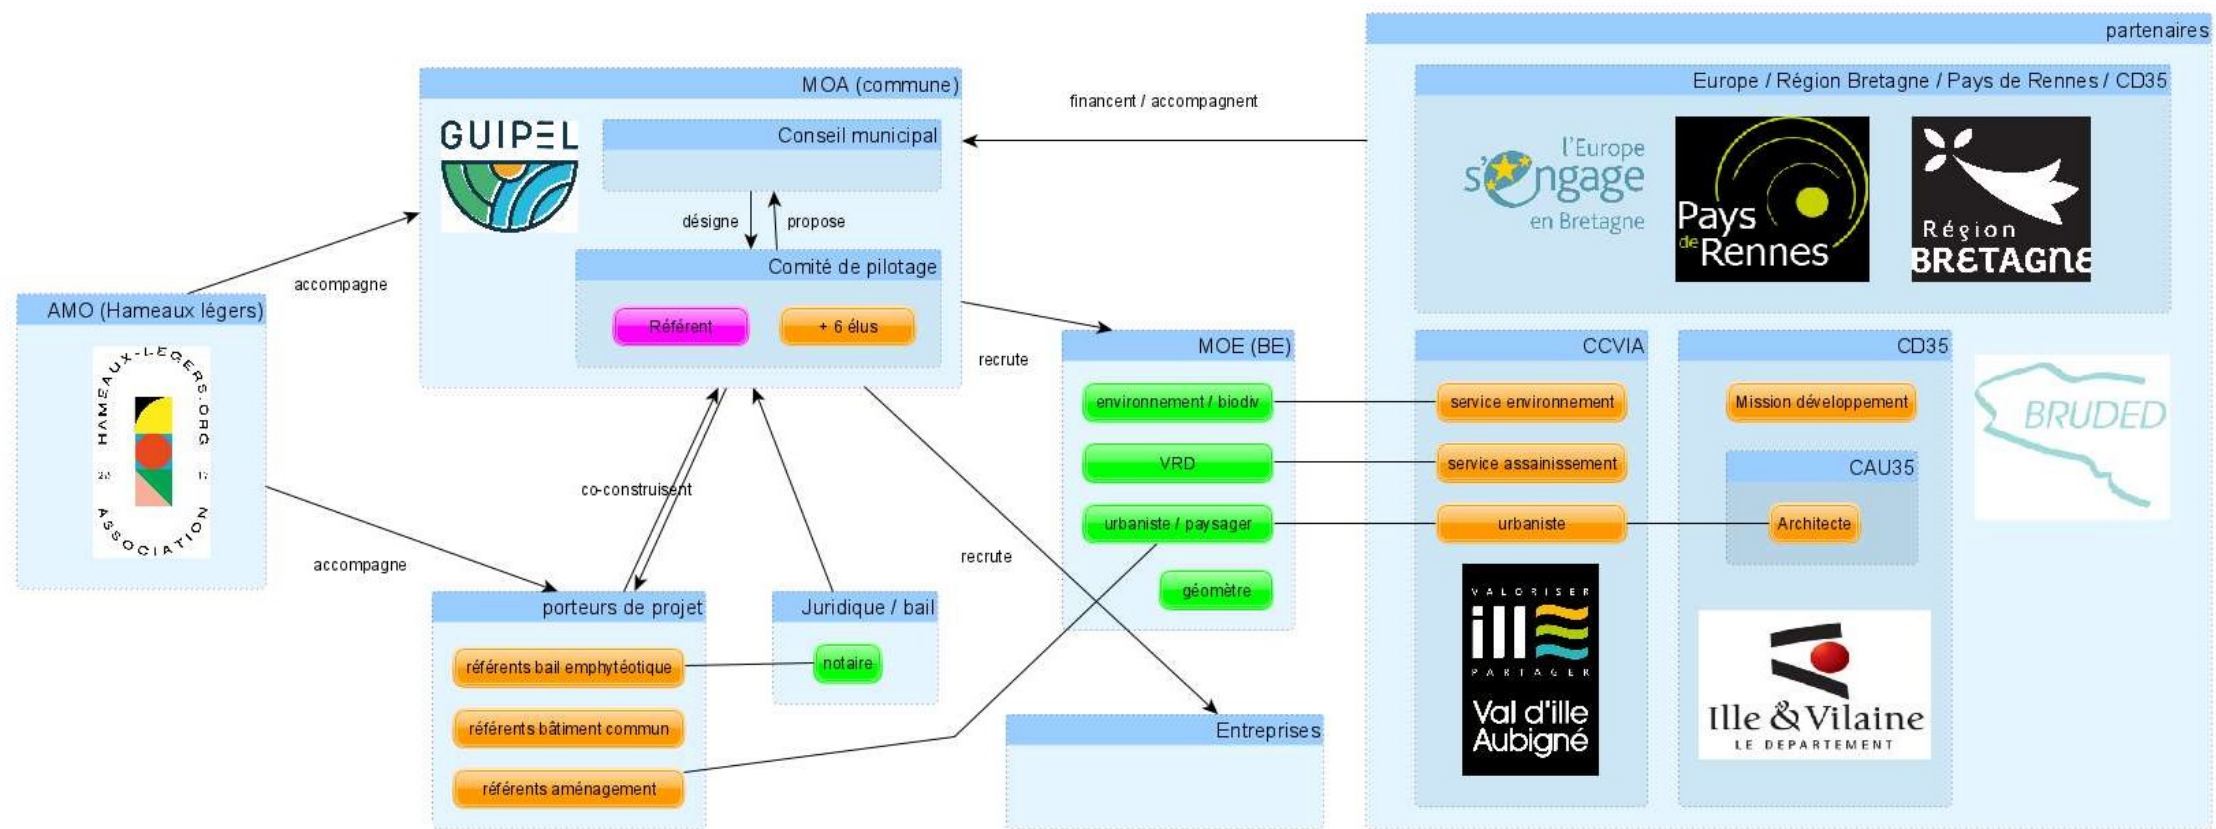 partenaires
MOA (commune)
Europe / Région Bretagne / Pays de Rennes / CD35
financent / accompagnent
GUIPEL
Conseil municipal
l'Europe
s'engage
en Bretagne
Pays
de Rennes
Région
BRETAGNE
désigne
propose
Comité de pilotage
accompagne
AMO (Hameaux légers)
Référent
+ 6 élus
recrute
MOE (BE)
CCVIA
CD35
HAMEAUX-LÉGERS.ORG
ASSOCIATION
environnement / biodiv
service environnement
Mission développement
BRUDED
VRD
service assainissement
CAU35
co-construisent
urbaniste / paysager
urbaniste
Architecte
accompagne
recrute
géomètre
porteurs de projet
Juridique / bail
VALORISER
ill
PARTAGER
Val d'ille
Aubigné
référents bail emphytéotique
notaire
référents bâtiment commun
Entreprises
Ille & Vilaine
LE DEPARTEMENT
référents aménagement